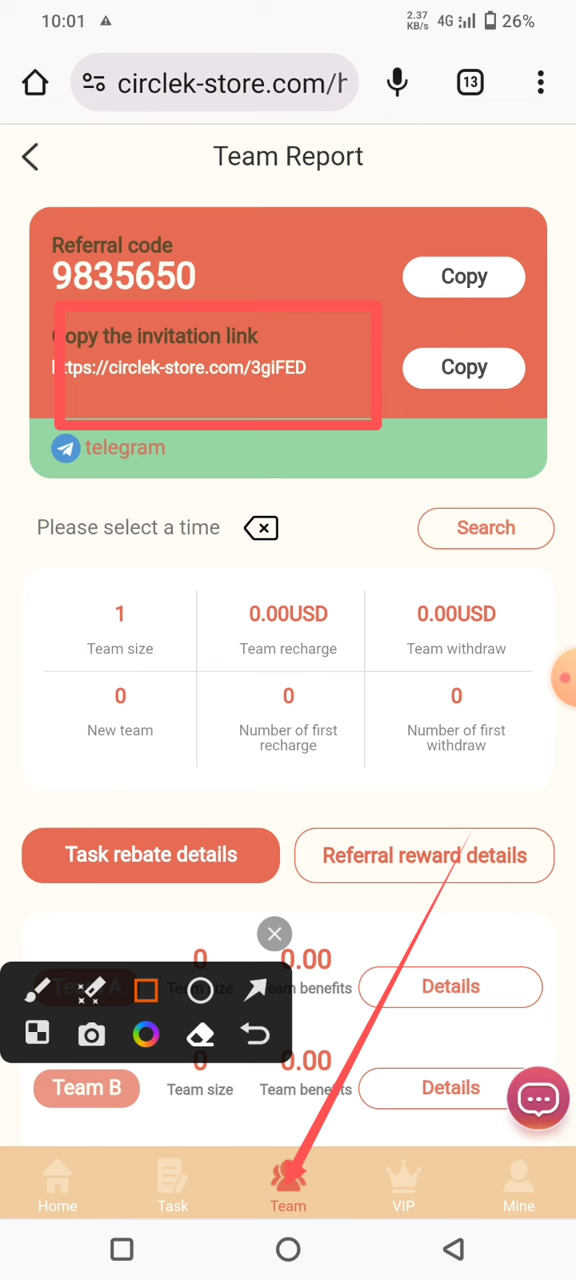 10:01
2.37
KB/s
4G
26%
circlek-store.com/h
13
Team Report
Referral code
9835650
Copy
Copy the invitation link
https://circlek-store.com/3giFED
Copy
telegram
Please select a time
Search
1
Team size
0.00USD
Team recharge
0.00USD
Team withdraw
0
New team
0
Number of first
recharge
0
Number of first
withdraw
Task rebate details
Referral reward details
Team A
0
Team size
0.00
Team benefits
Details
Team B
0
Team size
0.00
Team benefits
Details
Home
Task
Team
VIP
Mine